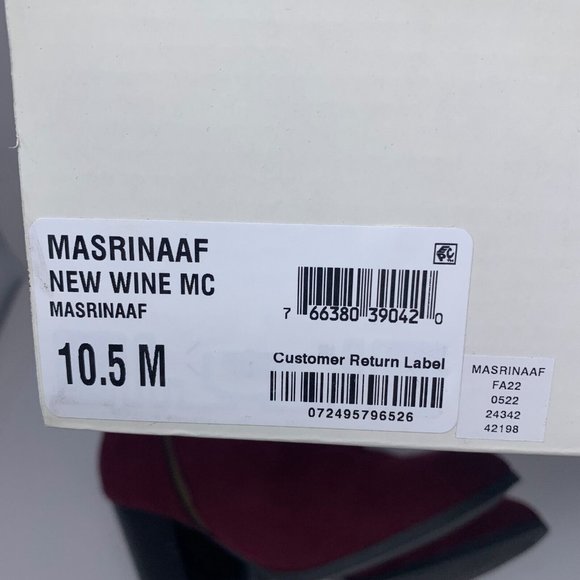 MASRINAAF
NEW WINE MC
MASRINAAF
7 66380 39042 0
10.5 M
Customer Return Label
072495796526
MASRINAAF
FA22
0522
24342
42198